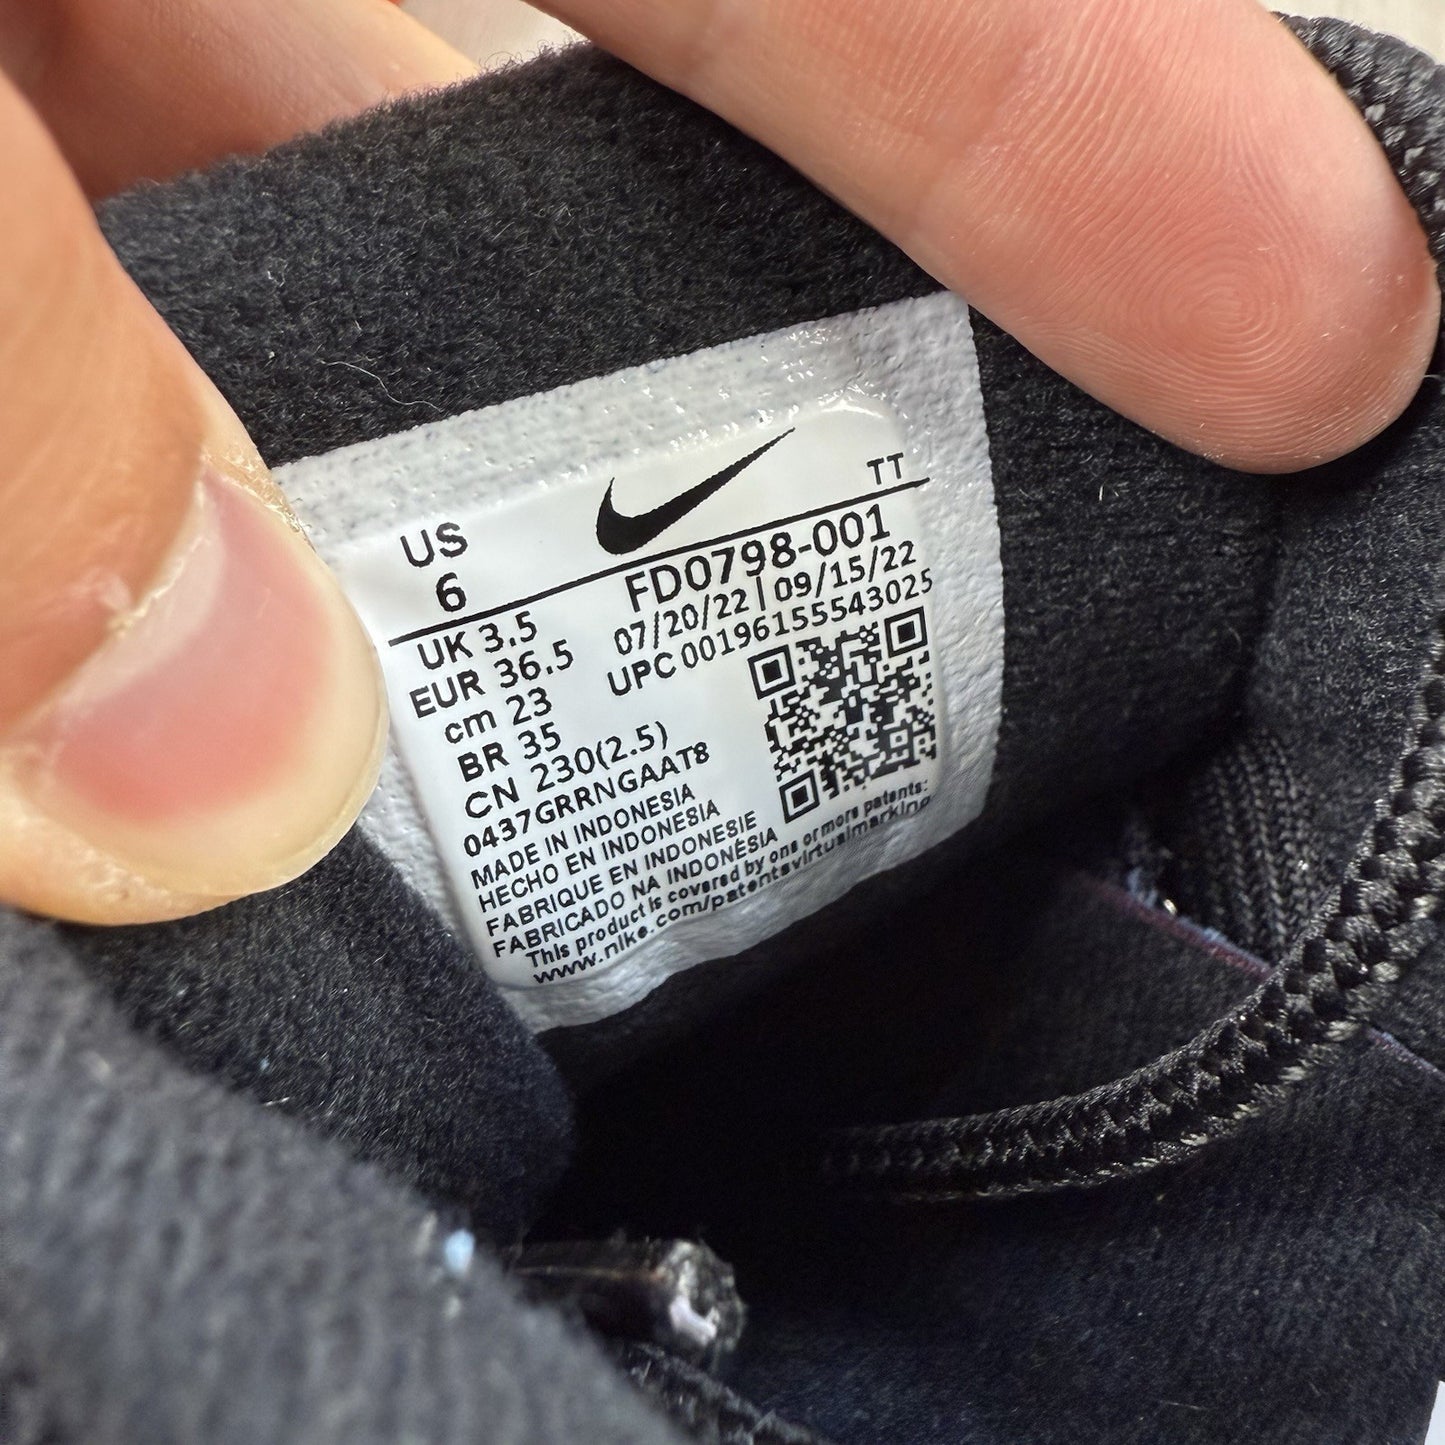 US
6
TT
FD0798-001
07/20/22 | 09/15/22
UPC 00196155543025
UK 3.5
EUR 36.5
cm 23
BR 35
CN 230(2.5)
0437GRRNGAAT8
MADE IN INDONESIA
HECHO EN INDONESIA
FABRIQUE EN INDONESIE
FABRICADO NA INDONÉSIA
This product is covered by one or more patents:
www.nike.com/patentsvirtualmarking